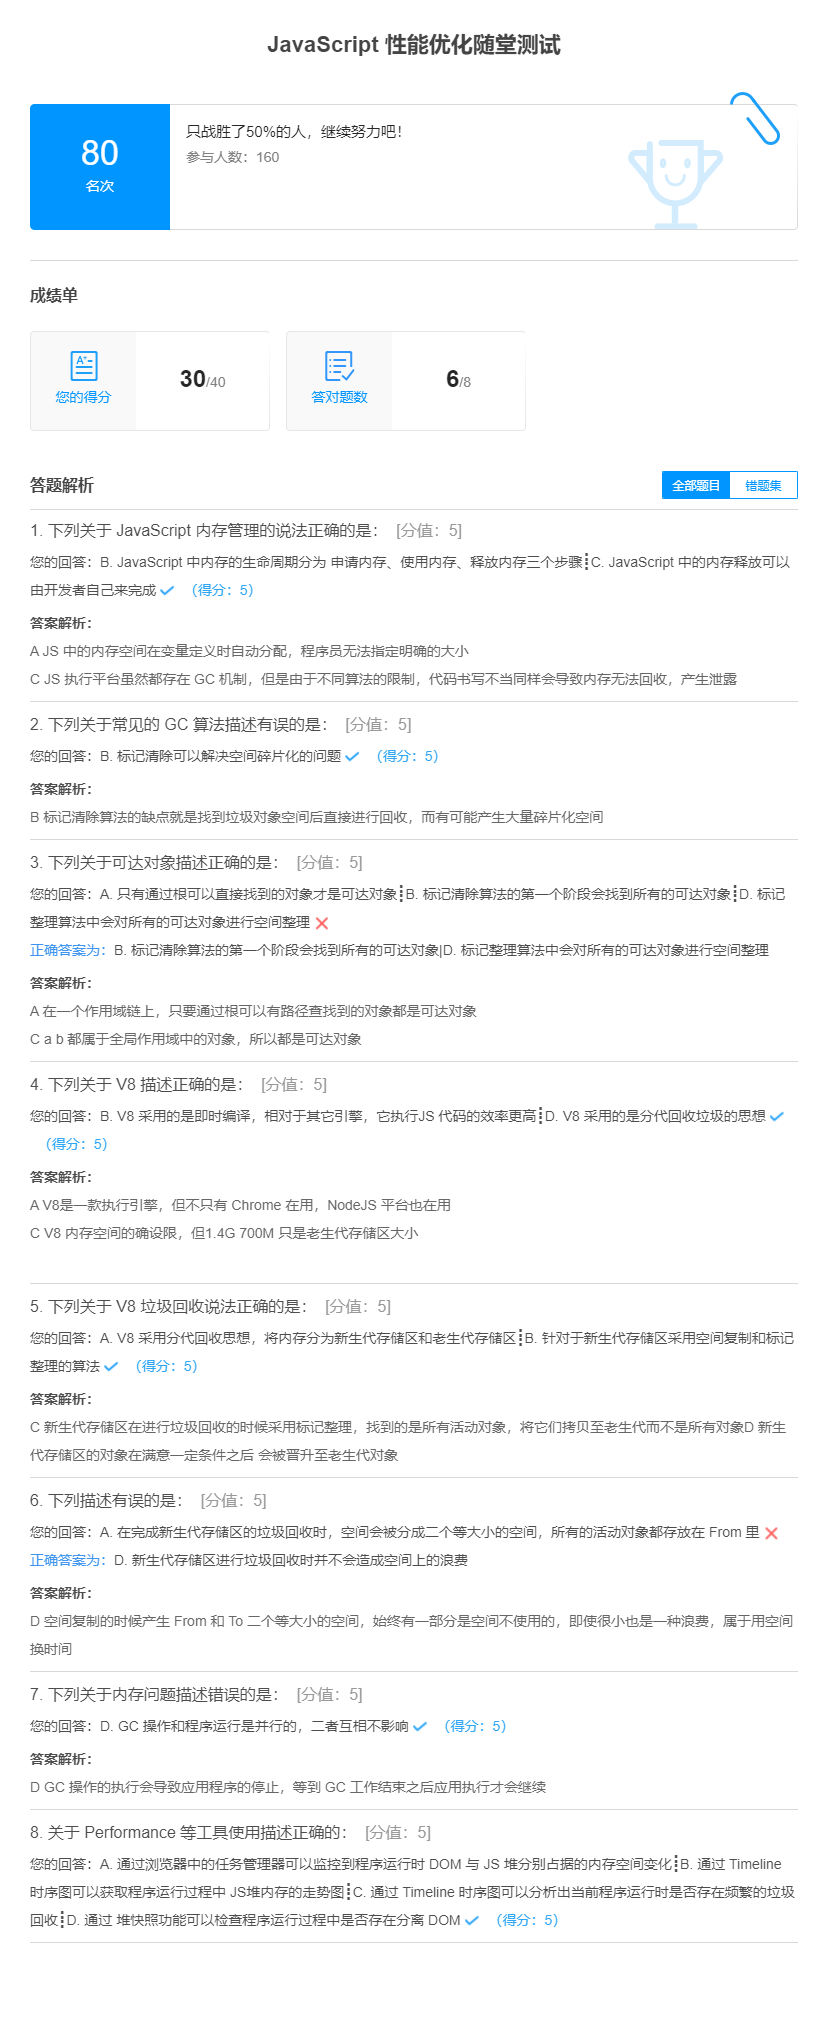 JavaScript 性能优化随堂测试
80
名次
只战胜了50%的人，继续努力吧！
参与人数：160
成绩单
您的得分
30/40
答对题数
6/8
答题解析
全部题目
错题集
1. 下列关于 JavaScript 内存管理的说法正确的是： [分值：5]
您的回答：B. JavaScript 中内存的生命周期分为 申请内存、使用内存、释放内存三个步骤┋C. JavaScript 中的内存释放可以
由开发者自己来完成 （得分：5）
答案解析：
A JS 中的内存空间在变量定义时自动分配，程序员无法指定明确的大小
C JS 执行平台虽然都存在 GC 机制，但是由于不同算法的限制，代码书写不当同样会导致内存无法回收，产生泄露
2. 下列关于常见的 GC 算法描述有误的是： [分值：5]
您的回答：B. 标记清除可以解决空间碎片化的问题 （得分：5）
答案解析：
B 标记清除算法的缺点就是找到垃圾对象空间后直接进行回收，而有可能产生大量碎片化空间
3. 下列关于可达对象描述正确的是： [分值：5]
您的回答：A. 只有通过根可以直接找到的对象才是可达对象┋B. 标记清除算法的第一个阶段会找到所有的可达对象┋D. 标记
整理算法中会对所有的可达对象进行空间整理
正确答案为：B. 标记清除算法的第一个阶段会找到所有的可达对象|D. 标记整理算法中会对所有的可达对象进行空间整理
答案解析：
A 在一个作用域链上，只要通过根可以有路径查找到的对象都是可达对象
C a b 都属于全局作用域中的对象，所以都是可达对象
4. 下列关于 V8 描述正确的是： [分值：5]
您的回答：B. V8 采用的是即时编译，相对于其它引擎，它执行JS 代码的效率更高┋D. V8 采用的是分代回收垃圾的思想
（得分：5）
答案解析：
A V8是一款执行引擎，但不只有 Chrome 在用，NodeJS 平台也在用
C V8 内存空间的确设限，但1.4G 700M 只是老生代存储区大小
5. 下列关于 V8 垃圾回收说法正确的是： [分值：5]
您的回答：A. V8 采用分代回收思想，将内存分为新生代存储区和老生代存储区┋B. 针对于新生代存储区采用空间复制和标记
整理的算法 （得分：5）
答案解析：
C 新生代存储区在进行垃圾回收的时候采用标记整理，找到的是所有活动对象，将它们拷贝至老生代而不是所有对象D 新生
代存储区的对象在满意一定条件之后 会被晋升至老生代对象
6. 下列描述有误的是： [分值：5]
您的回答：A. 在完成新生代存储区的垃圾回收时，空间会被分成二个等大小的空间，所有的活动对象都存放在 From 里
正确答案为：D. 新生代存储区进行垃圾回收时并不会造成空间上的浪费
答案解析：
D 空间复制的时候产生 From 和 To 二个等大小的空间，始终有一部分是空间不使用的，即使很小也是一种浪费，属于用空间
换时间
7. 下列关于内存问题描述错误的是： [分值：5]
您的回答：D. GC 操作和程序运行是并行的，二者互相不影响 （得分：5）
答案解析：
D GC 操作的执行会导致应用程序的停止，等到 GC 工作结束之后应用执行才会继续
8. 关于 Performance 等工具使用描述正确的： [分值：5]
您的回答：A. 通过浏览器中的任务管理器可以监控到程序运行时 DOM 与 JS 堆分别占据的内存空间变化┋B. 通过 Timeline
时序图可以获取程序运行过程中 JS堆内存的走势图┋C. 通过 Timeline 时序图可以分析出当前程序运行时是否存在频繁的垃圾
回收┋D. 通过 堆快照功能可以检查程序运行过程中是否存在分离 DOM （得分：5）